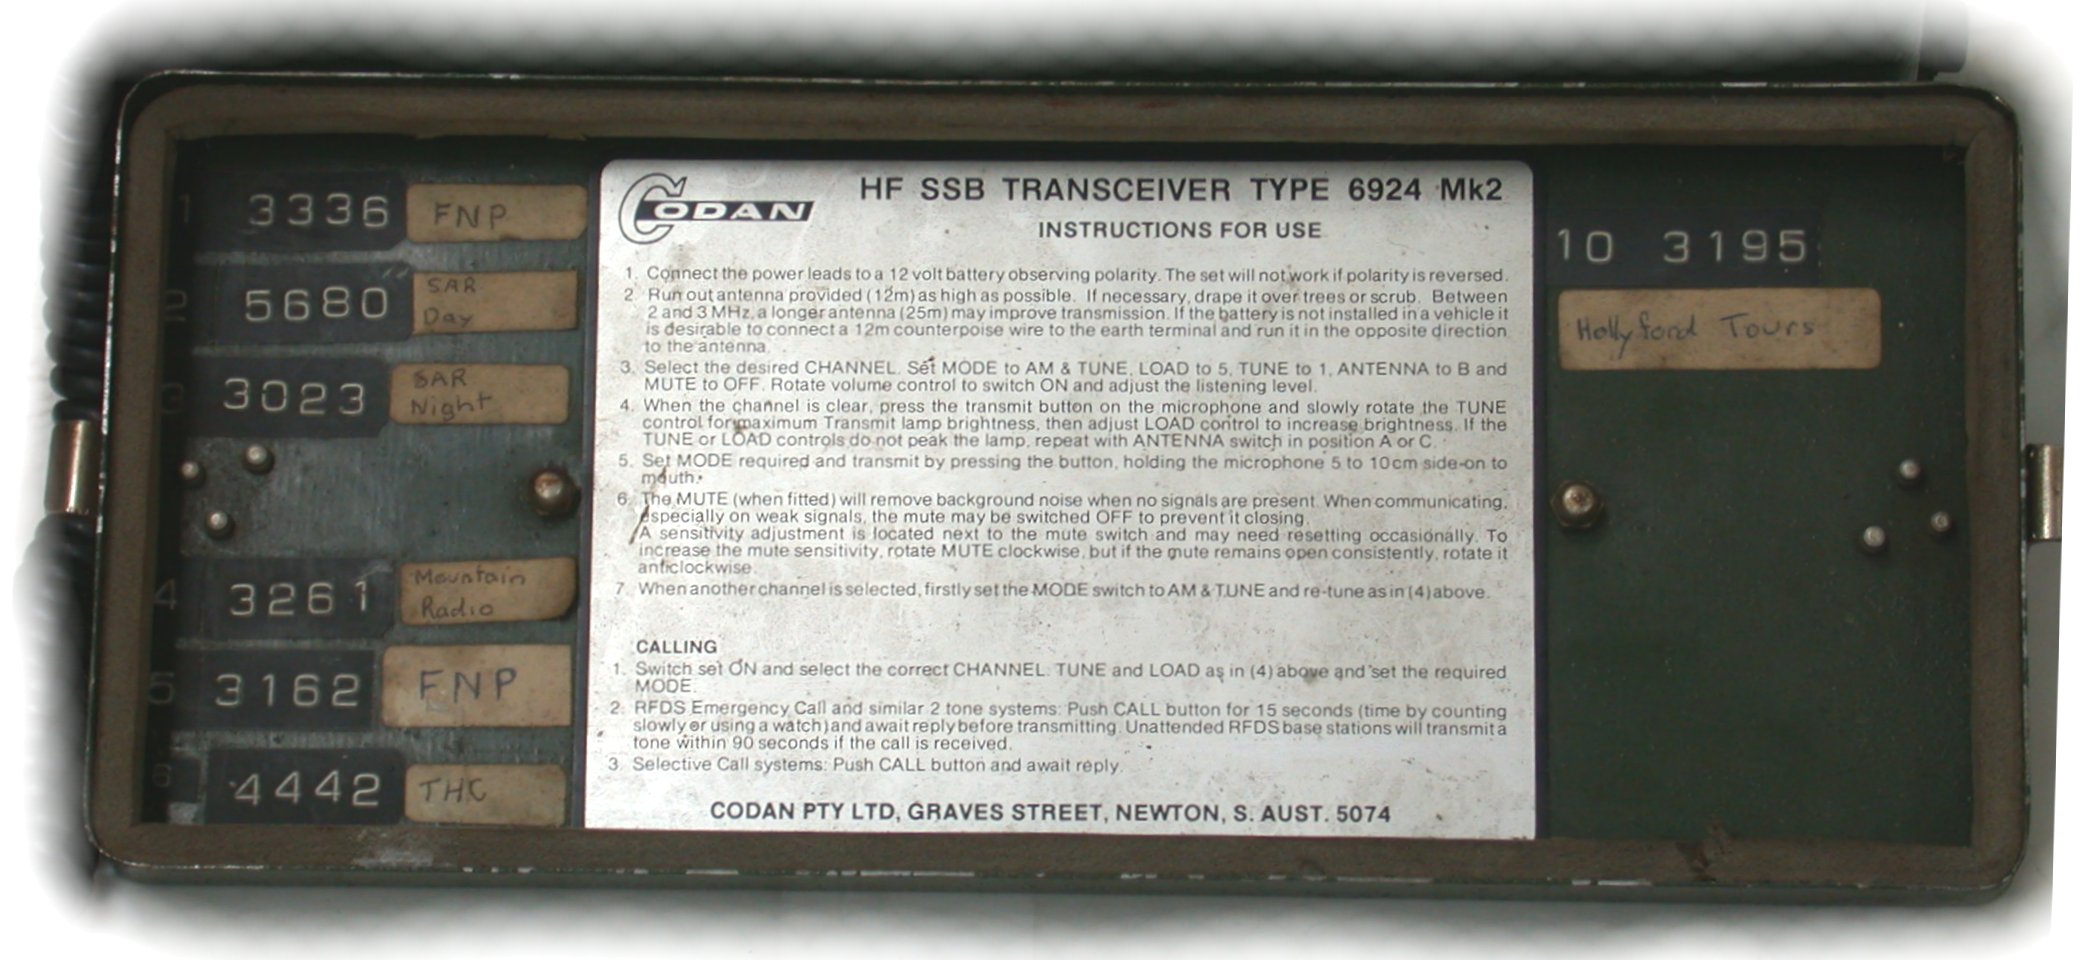 1 3336 FNP
2 5680 SAR
Day
3 3023 SAR
Night
4 3261 Mountain
Radio
5 3162 FNP
6 4442 THC
CODAN
HF SSB TRANSCEIVER TYPE 6924 Mk2
INSTRUCTIONS FOR USE
1. Connect the power leads to a 12 volt battery observing polarity. The set will not work if polarity is reversed.
2 Run out antenna provided (12m) as high as possible. If necessary, drape it over trees or scrub. Between
2 and 3 MHz, a longer antenna (25m) may improve transmission. If the battery is not installed in a vehicle it
is desirable to connect a 12m counterpoise wire to the earth terminal and run it in the opposite direction
to the antenna.
3. Select the desired CHANNEL. Set MODE to AM & TUNE, LOAD to 5, TUNE to 1, ANTENNA to B and
MUTE to OFF. Rotate volume control to switch ON and adjust the listening level.
4. When the channel is clear, press the transmit button on the microphone and slowly rotate the TUNE
control for maximum Transmit lamp brightness, then adjust LOAD control to increase brightness. If the
TUNE or LOAD controls do not peak the lamp, repeat with ANTENNA switch in position A or C.
5. Set MODE required and transmit by pressing the button, holding the microphone 5 to 10cm side-on to
mouth.
6. The MUTE (when fitted) will remove background noise when no signals are present. When communicating,
especially on weak signals, the mute may be switched OFF to prevent it closing.
A sensitivity adjustment is located next to the mute switch and may need resetting occasionally. To
increase the mute sensitivity, rotate MUTE clockwise, but if the mute remains open consistently, rotate it
anticlockwise.
7. When another channel is selected, firstly set the MODE switch to AM & TUNE and re-tune as in (4) above.
CALLING
1. Switch set ON and select the correct CHANNEL. TUNE and LOAD as in (4) above and set the required
MODE.
2. RFDS Emergency Call and similar 2 tone systems: Push CALL button for 15 seconds (time by counting
slowly or using a watch) and await reply before transmitting. Unattended RFDS base stations will transmit a
tone within 90 seconds if the call is received.
3 Selective Call systems: Push CALL button and await reply.
CODAN PTY LTD, GRAVES STREET, NEWTON, S. AUST. 5074
10 3195
Hollyford Tours